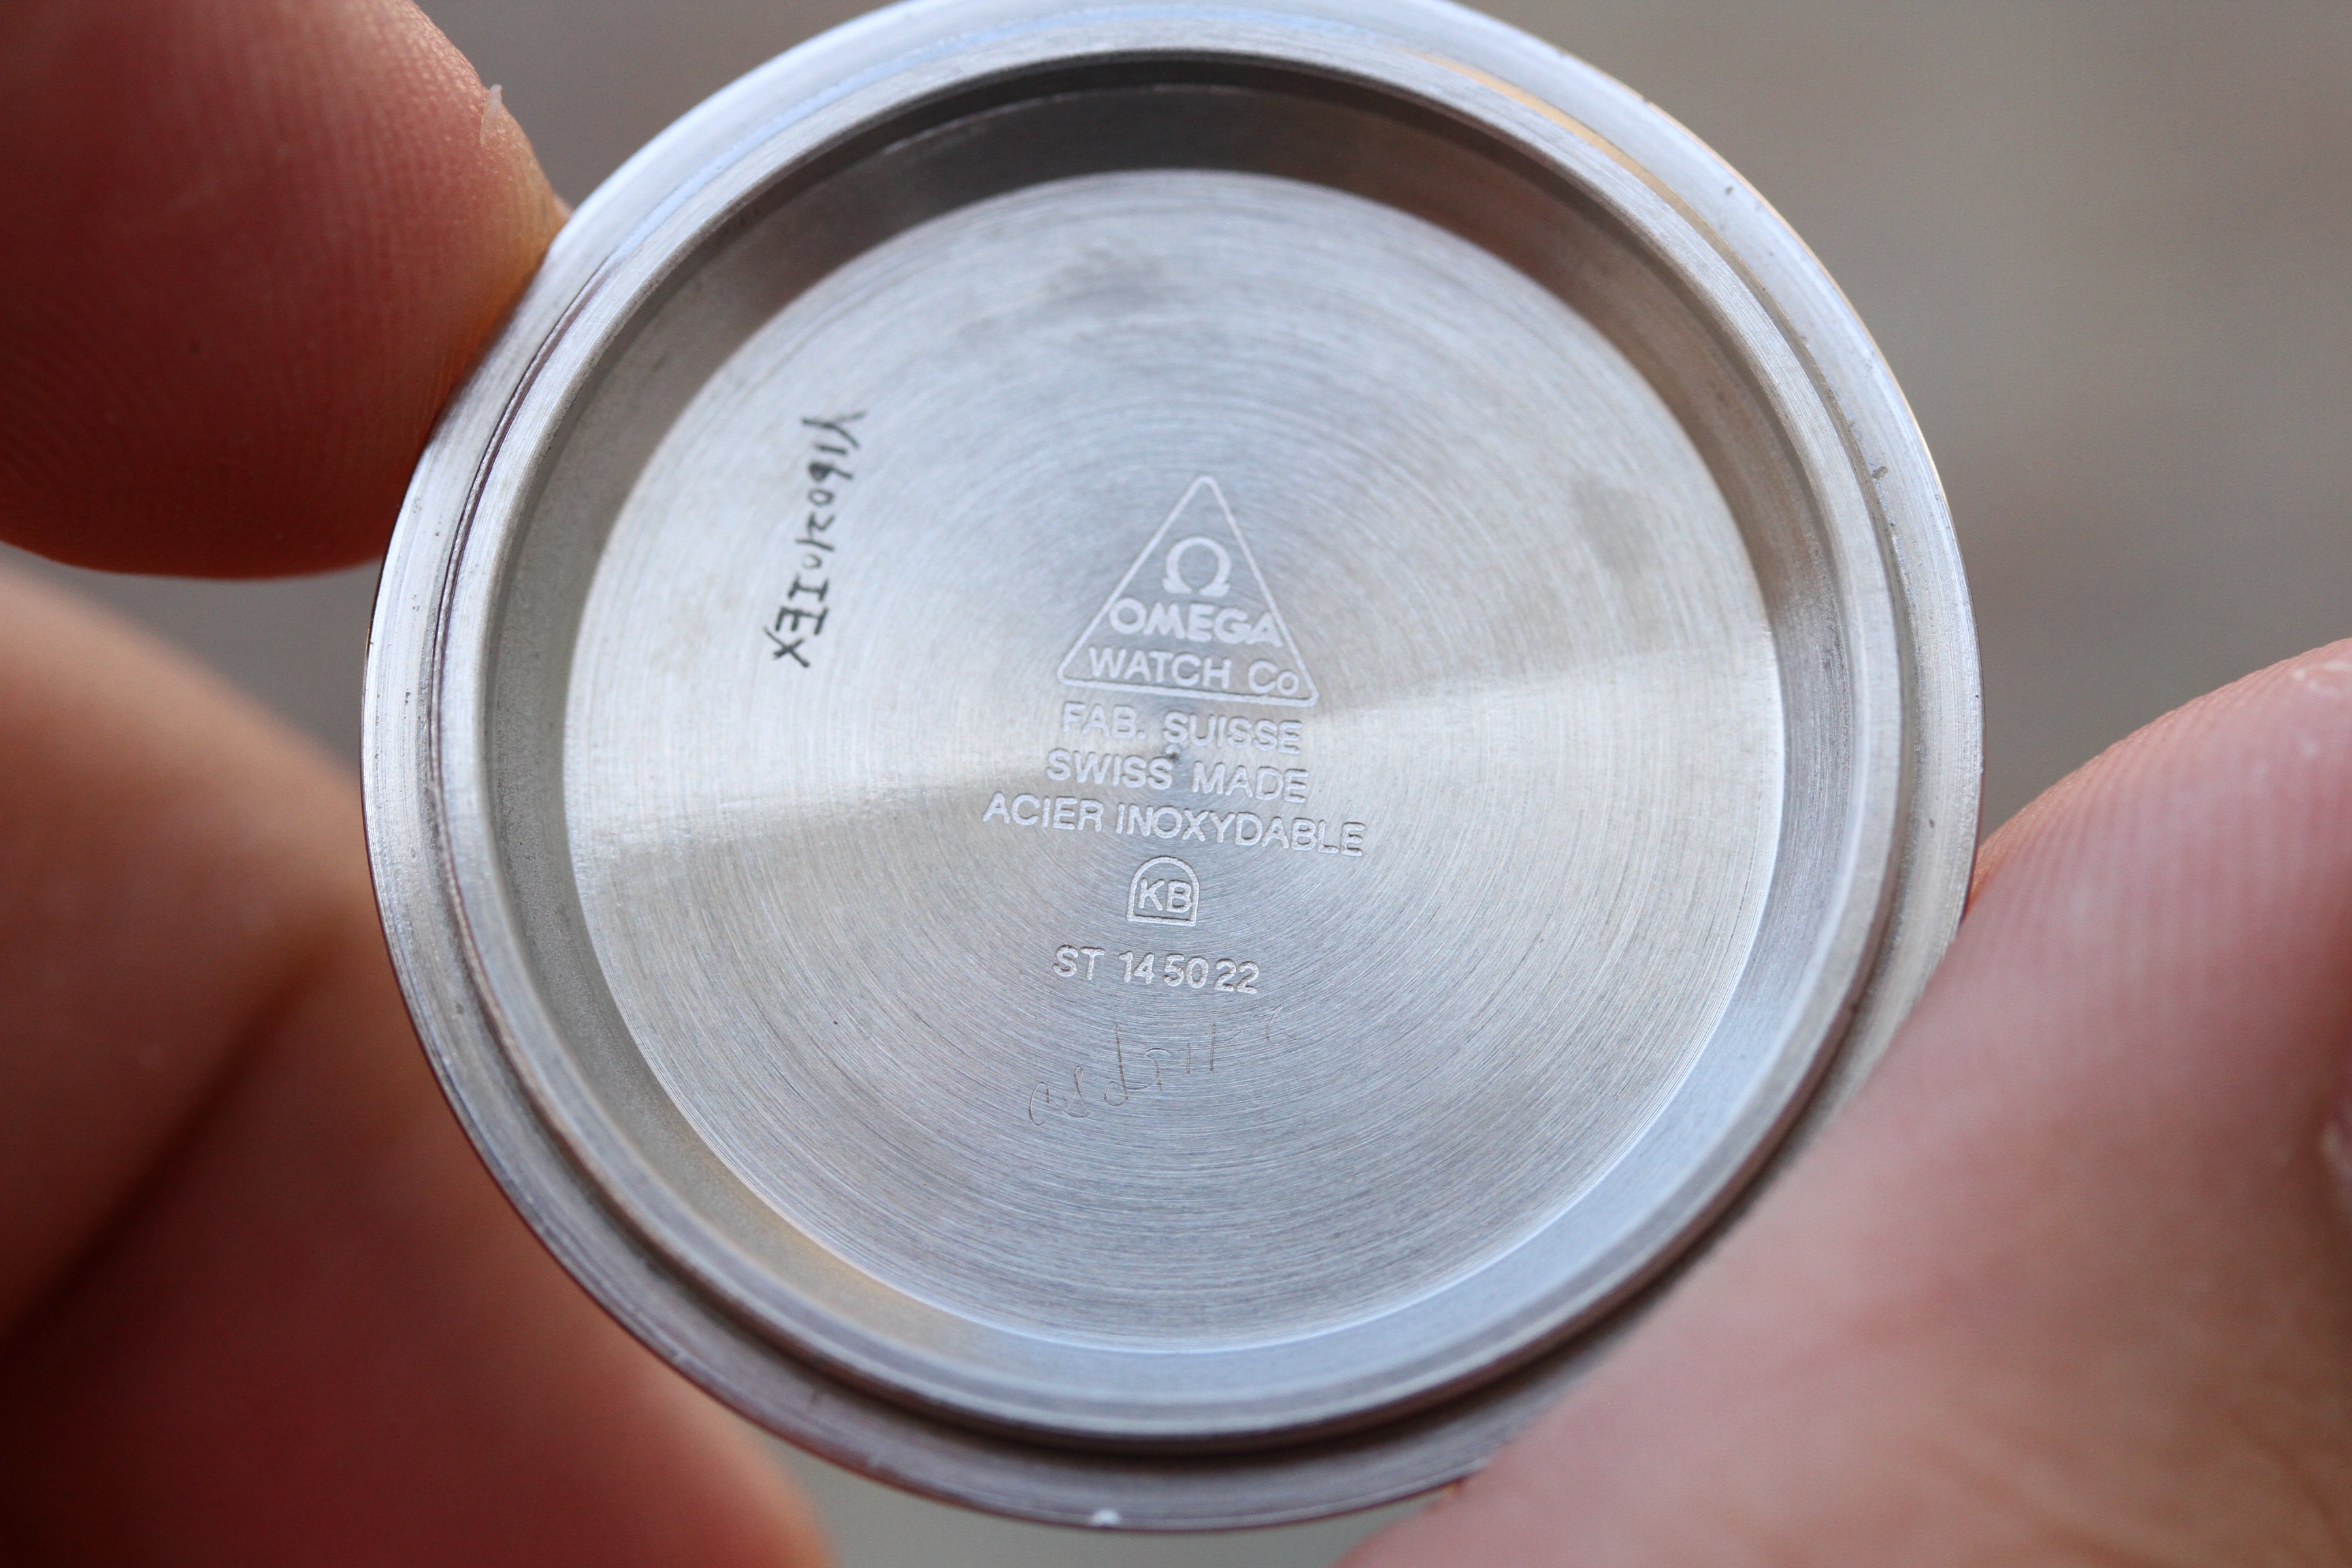 Ω
OMEGA
WATCH Co
FAB. SUISSE
SWISS MADE
ACIER INOXYDABLE
KB
ST 145022